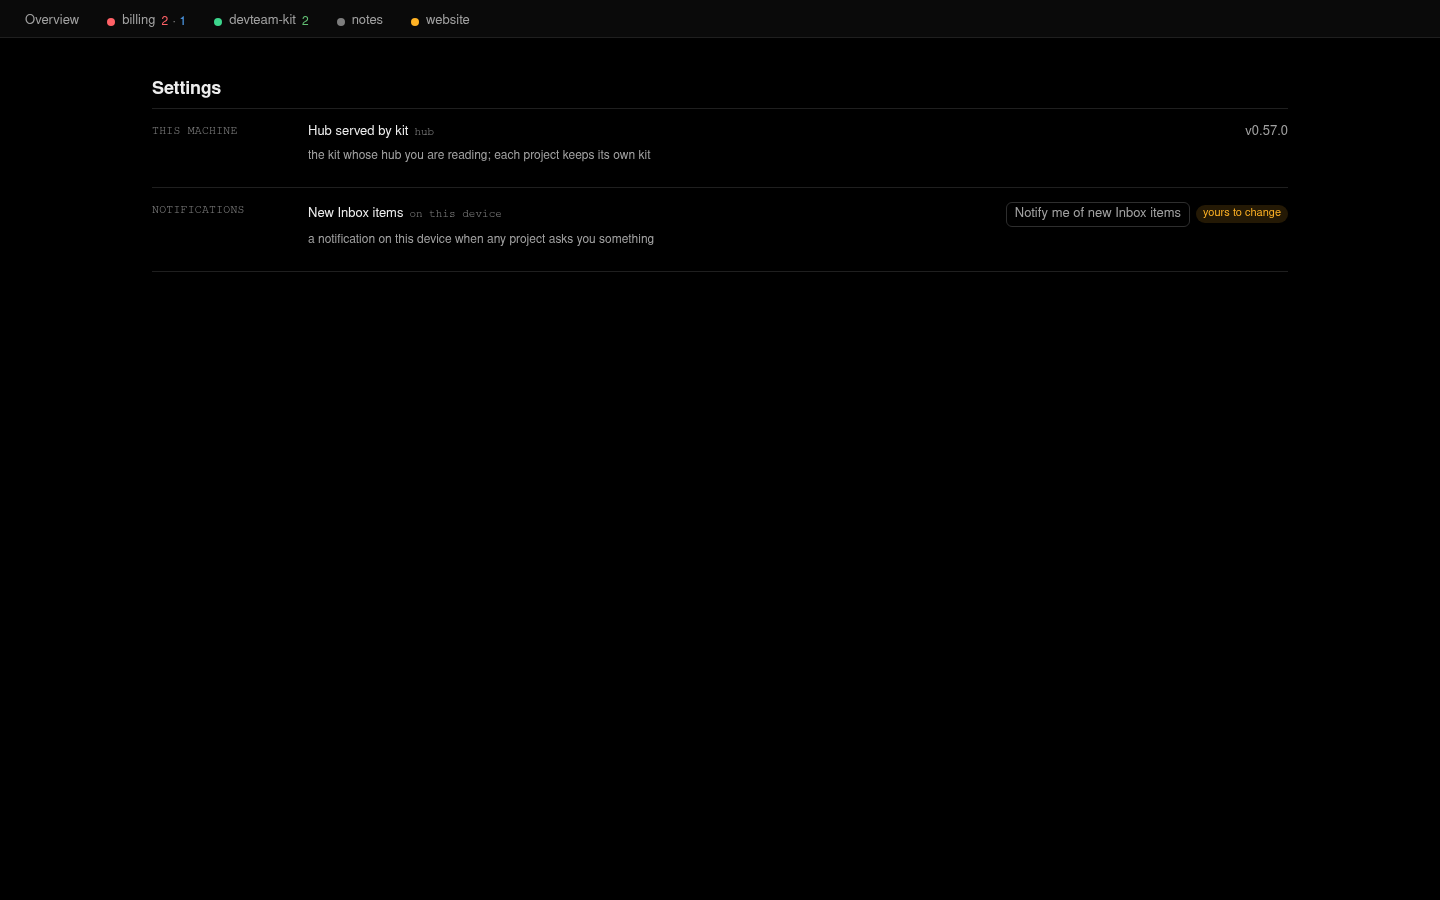 Overview billing 2 · 1 devteam-kit 2 notes website
Settings
THIS MACHINE Hub served by kit hub v0.57.0
the kit whose hub you are reading; each project keeps its own kit
NOTIFICATIONS New Inbox items on this device Notify me of new Inbox items yours to change
a notification on this device when any project asks you something